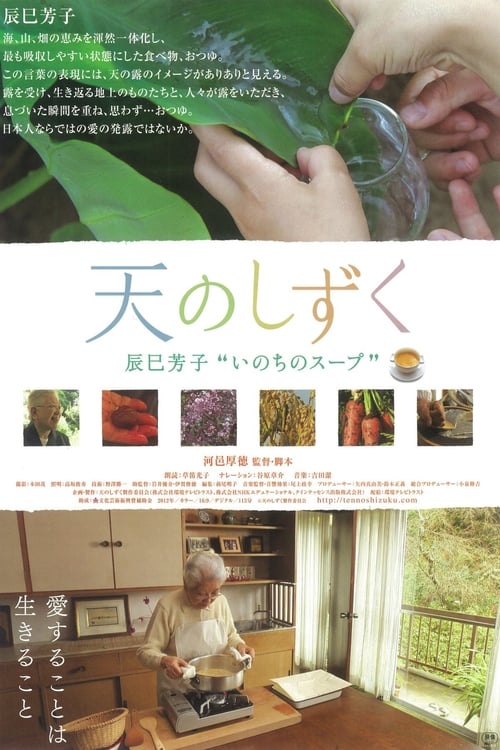 辰巳芳子
海、山、畑の恵みを渾然一体化し、
最も吸収しやすい状態にした食べ物、おつゆ。
この言葉の表現には、天の露のイメージがありありと見える。
露を受け、生き返る地上のものたちと、人々が露をいただき、
息づいた瞬間を重ね、思わず…おつゆ。
日本人ならではの愛の発露ではないか。
天のしずく
辰巳芳子“いのちのスープ”
河邑厚徳 監督・脚本
朗読:草笛光子 ナレーション:谷原章介 音楽:吉田潔
http://tennoshizuku.com/
愛することは
生きること